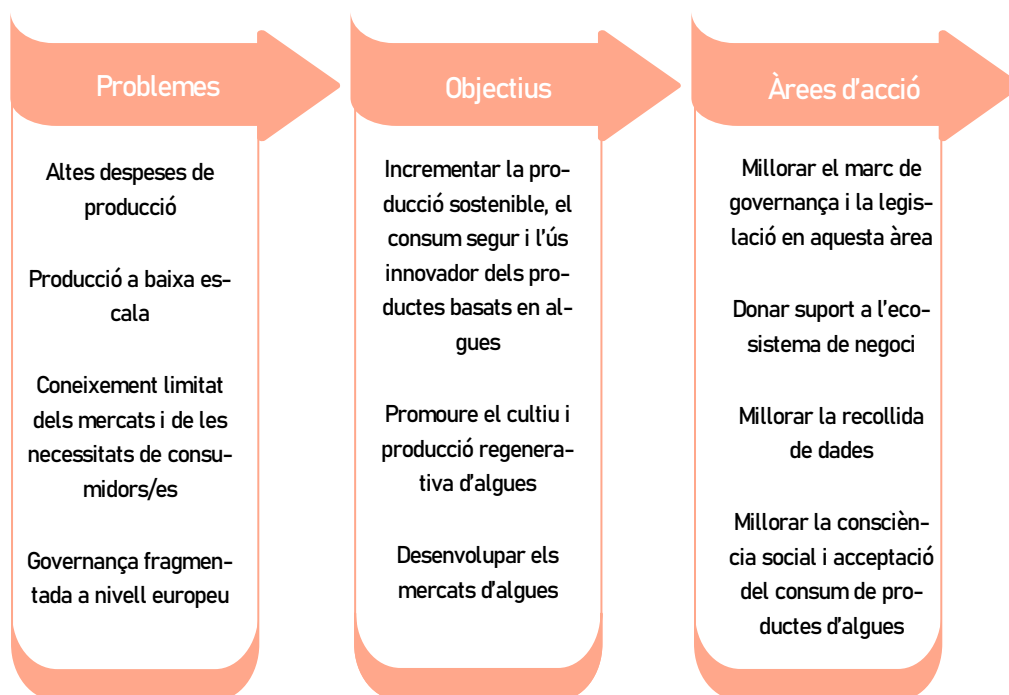 Problemes
Altes despeses de
producció
Producció a baixa es-
cala
Coneixement limitat
dels mercats i de les
necessitats de consu-
midors/es
Governança fragmen-
tada a nivell europeu
Objectius
Incrementar la pro-
ducció sostenible, el
consum segur i l'ús
innovador dels pro-
ductes basats en al-
gues
Promoure el cultiu i
producció regenera-
tiva d'algues
Desenvolupar els
mercats d'algues
Àrees d'acció
Millorar el marc de
governança i la legis-
lació en aquesta àrea
Donar suport a l'eco-
sistema de negoci
Millorar la recollida
de dades
Millorar la conscièn-
cia social i acceptació
del consum de pro-
ductes d'algues